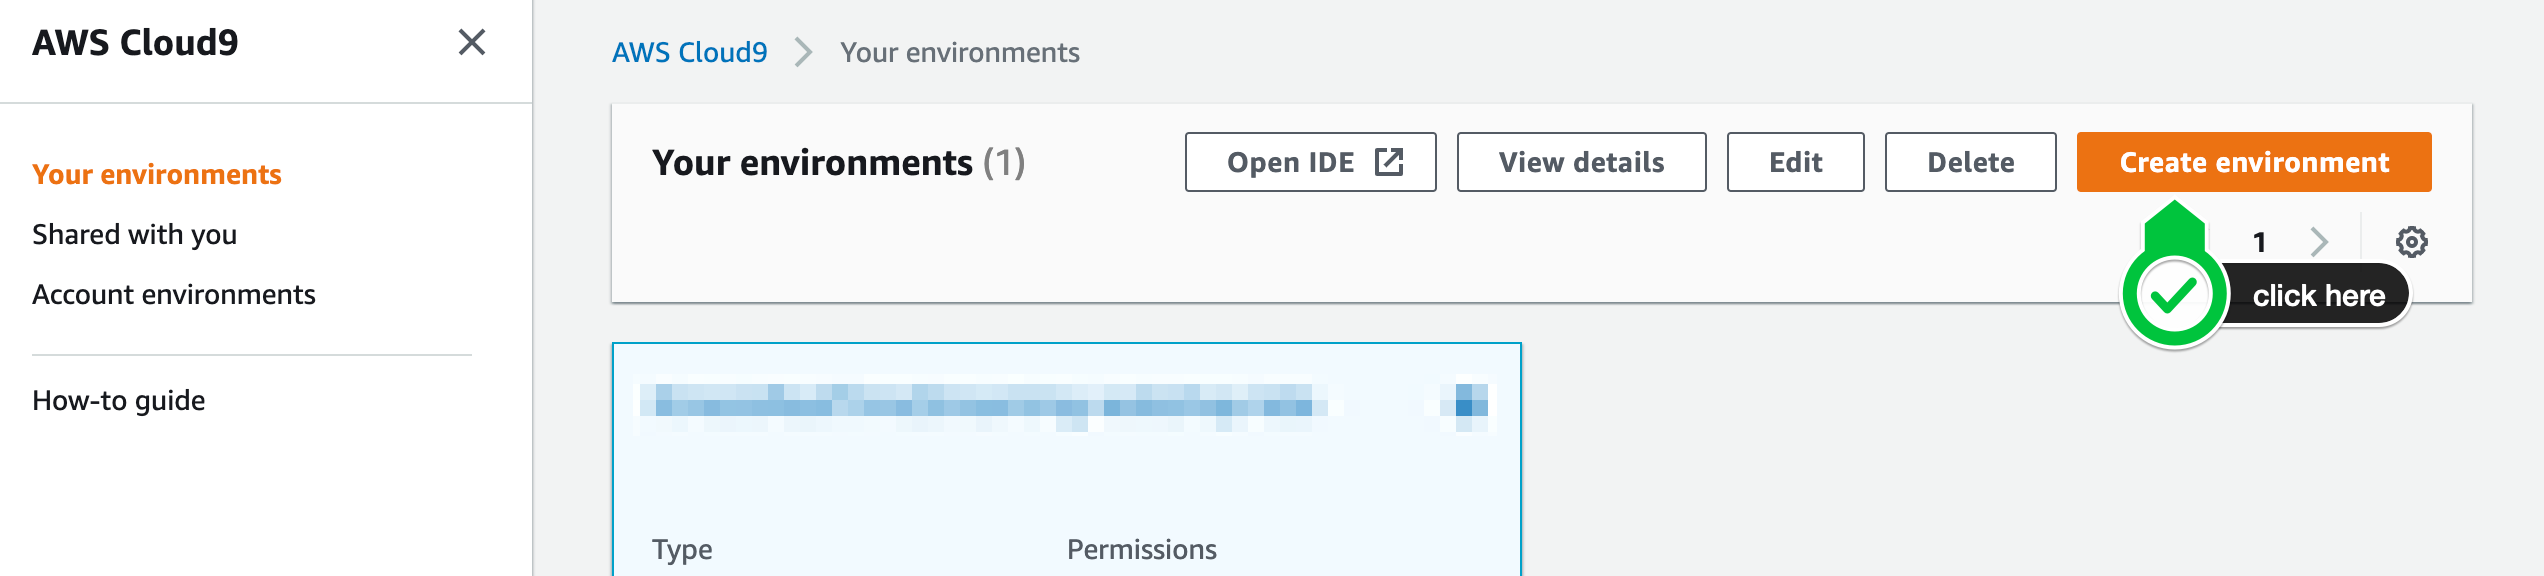 AWS Cloud9
Your environments
Shared with you
Account environments
How-to guide
AWS Cloud9 > Your environments
Your environments (1)
Open IDE
View details
Edit
Delete
Create environment
1
click here
Type
Permissions